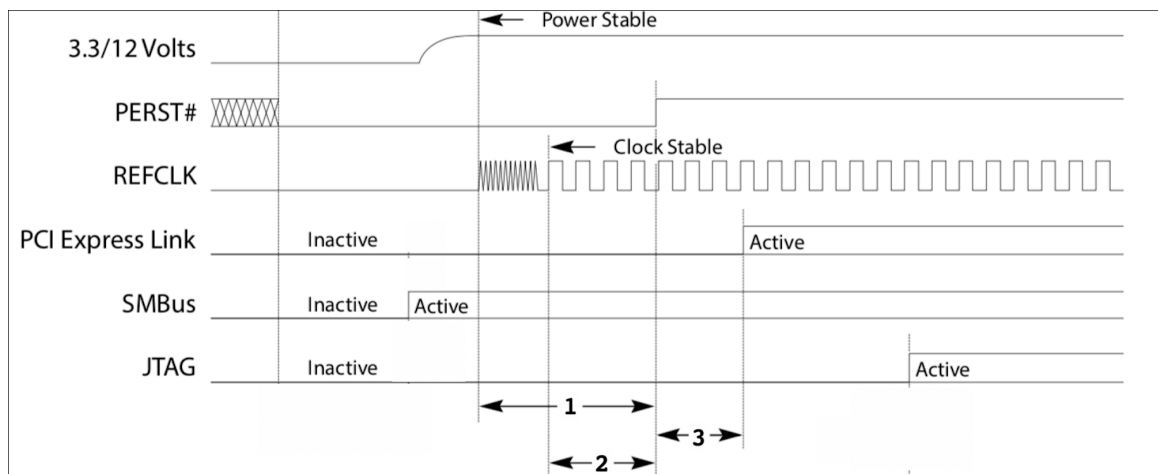 Power Stable
3.3/12 Volts
PERST#
Clock Stable
REFCLK
PCI Express Link
Inactive
Active
SMBus
Inactive
Active
JTAG
Inactive
Active
1
3
2